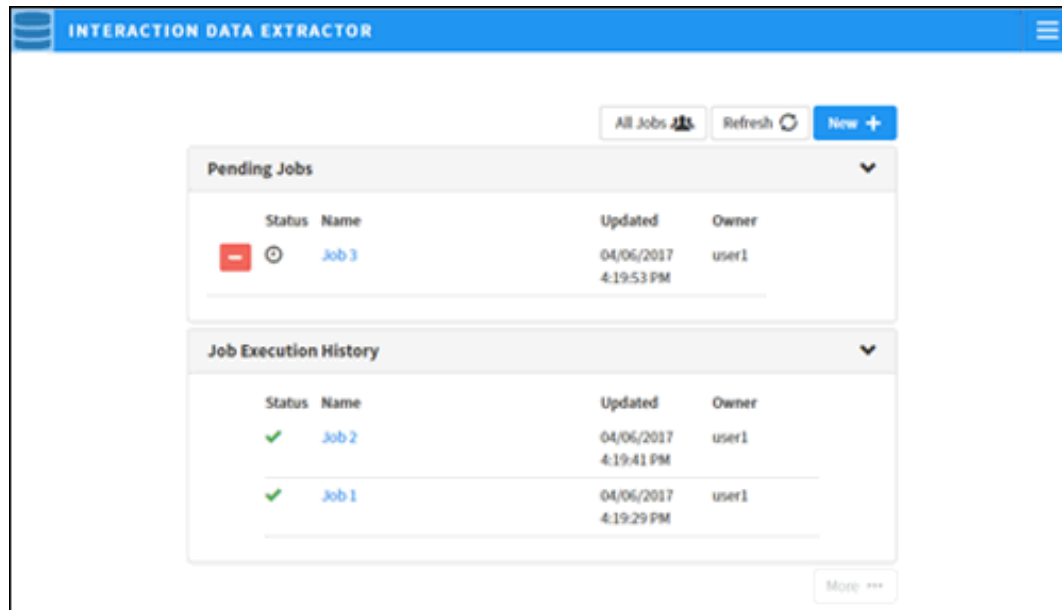 INTERACTION DATA EXTRACTOR
All Jobs Refresh New
Pending Jobs
Status Name Updated Owner
Job 3 04/06/2017 user1
4:19:53 PM
Job Execution History
Status Name Updated Owner
Job 2 04/06/2017 user1
4:19:41 PM
Job 1 04/06/2017 user1
4:19:29 PM
More ···